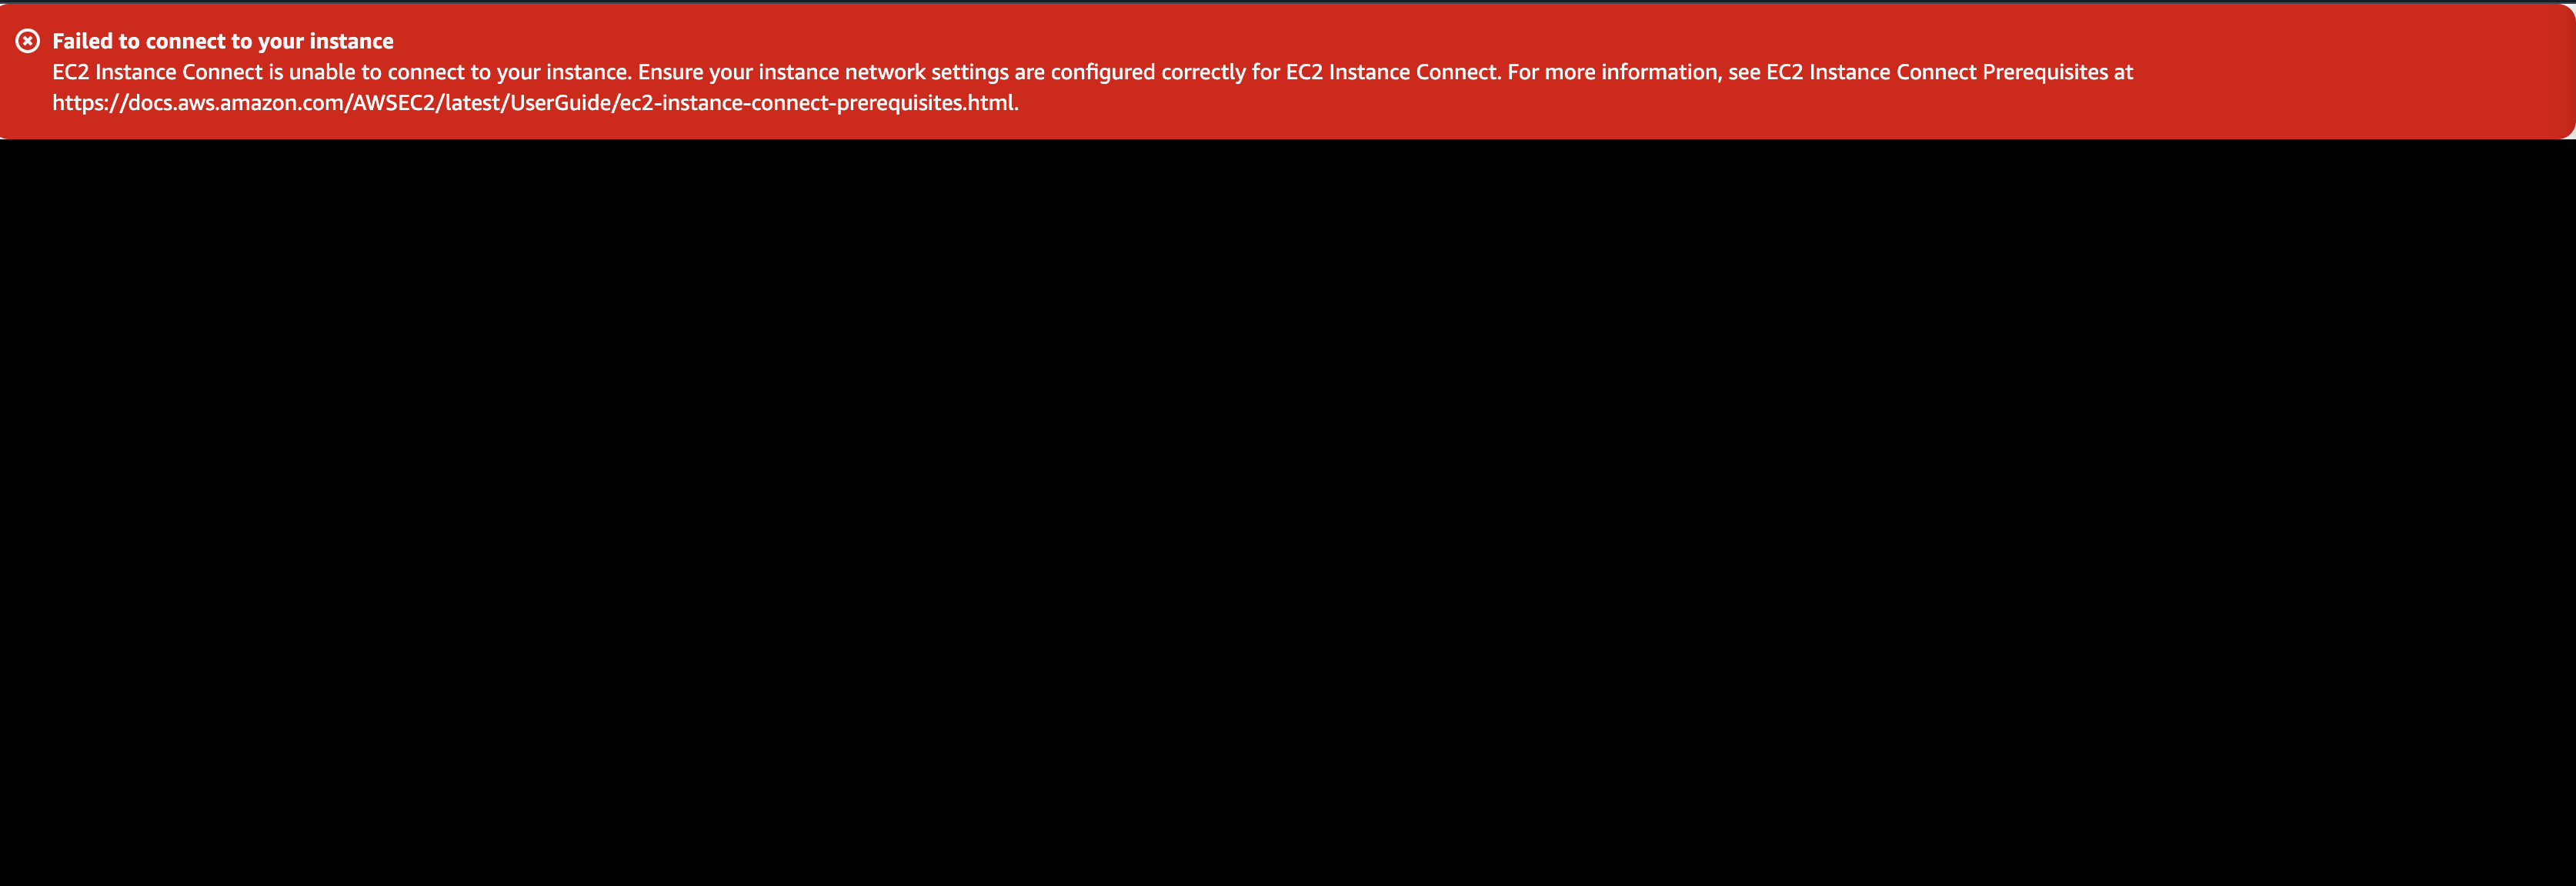 Failed to connect to your instance
EC2 Instance Connect is unable to connect to your instance. Ensure your instance network settings are configured correctly for EC2 Instance Connect. For more information, see EC2 Instance Connect Prerequisites at
https://docs.aws.amazon.com/AWSEC2/latest/UserGuide/ec2-instance-connect-prerequisites.html.